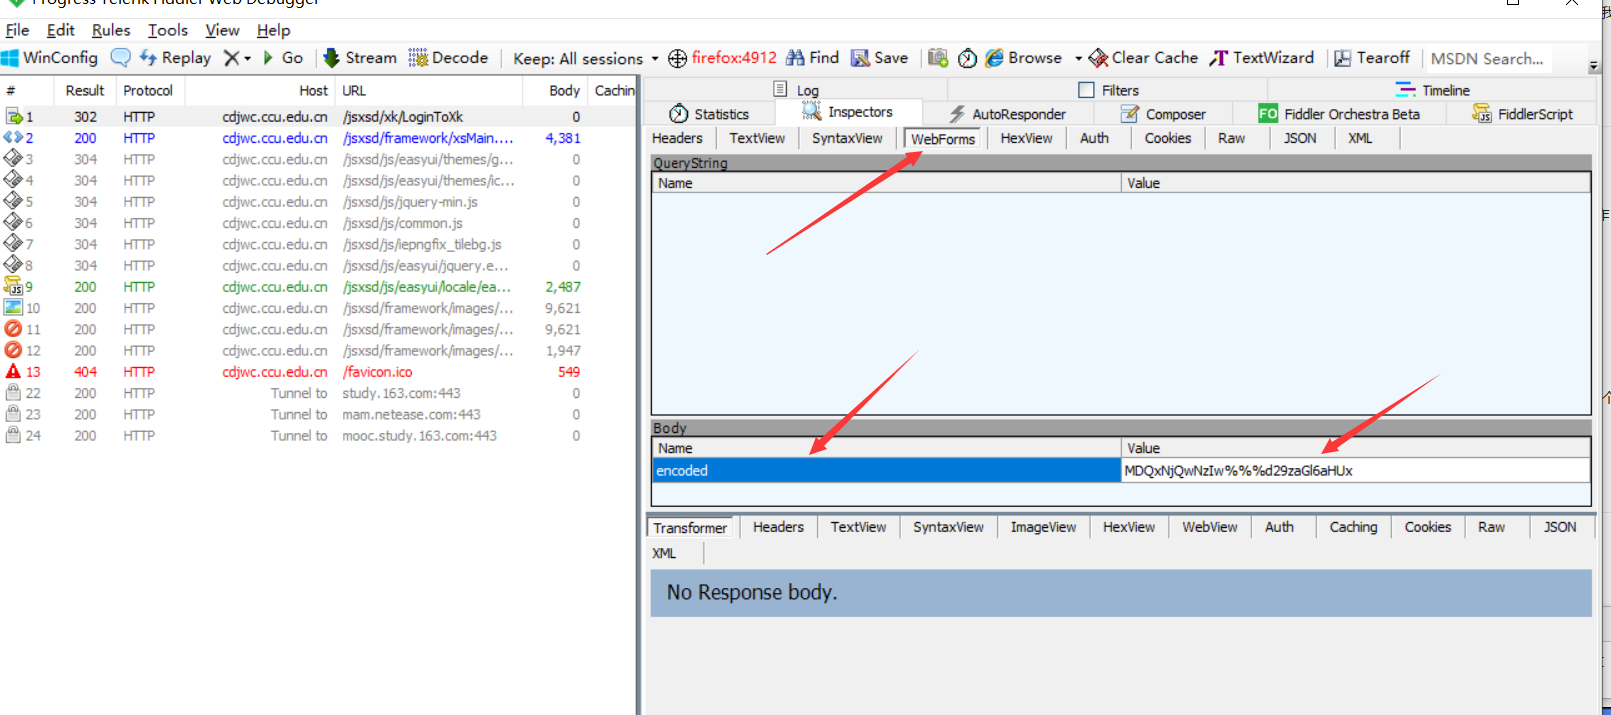 Progress Telerik Fiddler Web Debugger
File Edit Rules Tools View Help
WinConfig Replay Go Stream Decode Keep: All sessions firefox:4912 Find Save Browse Clear Cache TextWizard Tearoff MSDN Search...
# Result Protocol Host URL Body Cachin
1 302 HTTP cdjwc.ccu.edu.cn /jsxsd/xk/LoginToXk 0
2 200 HTTP cdjwc.ccu.edu.cn /jsxsd/framework/xsMain.... 4,381
3 304 HTTP cdjwc.ccu.edu.cn /jsxsd/js/easyui/themes/g... 0
4 304 HTTP cdjwc.ccu.edu.cn /jsxsd/js/easyui/themes/ic... 0
5 304 HTTP cdjwc.ccu.edu.cn /jsxsd/js/jquery-min.js 0
6 304 HTTP cdjwc.ccu.edu.cn /jsxsd/js/common.js 0
7 304 HTTP cdjwc.ccu.edu.cn /jsxsd/js/iepngfix_tilebg.js 0
8 304 HTTP cdjwc.ccu.edu.cn /jsxsd/js/easyui/jquery.e... 0
9 200 HTTP cdjwc.ccu.edu.cn /jsxsd/js/easyui/locale/ea... 2,487
10 200 HTTP cdjwc.ccu.edu.cn /jsxsd/framework/images/... 9,621
11 200 HTTP cdjwc.ccu.edu.cn /jsxsd/framework/images/... 9,621
12 200 HTTP cdjwc.ccu.edu.cn /jsxsd/framework/images/... 1,947
13 404 HTTP cdjwc.ccu.edu.cn /favicon.ico 549
22 200 HTTP Tunnel to study.163.com:443 0
23 200 HTTP Tunnel to mam.netease.com:443 0
24 200 HTTP Tunnel to mooc.study.163.com:443 0
Log Filters Timeline
Statistics Inspectors AutoResponder Composer FO Fiddler Orchestra Beta FiddlerScript
Headers TextView SyntaxView WebForms HexView Auth Cookies Raw JSON XML
QueryString
Name Value
Body
Name Value
encoded MDQxNjQwNzIw%%%d29zaGl6aHUx
Transformer Headers TextView SyntaxView ImageView HexView WebView Auth Caching Cookies Raw JSON
XML
No Response body.